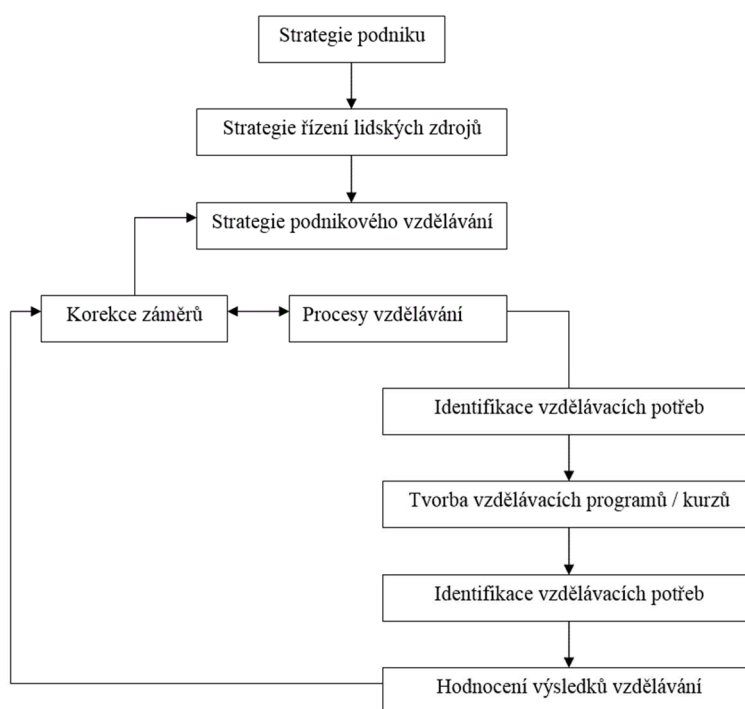 Strategie podniku
Strategie řízení lidských zdrojů
Strategie podnikového vzdělávání
Korekce záměrů
Procesy vzdělávání
Identifikace vzdělávacích potřeb
Tvorba vzdělávacích programů / kurzů
Identifikace vzdělávacích potřeb
Hodnocení výsledků vzdělávání